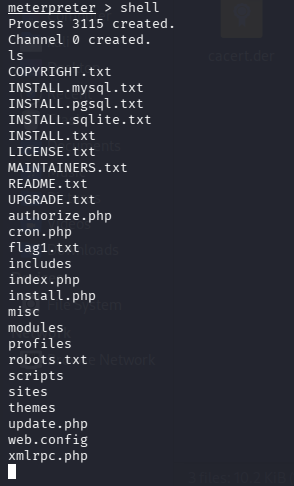 meterpreter > shell
Process 3115 created.
Channel 0 created.
ls
COPYRIGHT.txt
INSTALL.mysql.txt
INSTALL.pgsql.txt
INSTALL.sqlite.txt
INSTALL.txt
LICENSE.txt
MAINTAINERS.txt
README.txt
UPGRADE.txt
authorize.php
cron.php
flag1.txt
includes
index.php
install.php
misc
modules
profiles
robots.txt
scripts
sites
themes
update.php
web.config
xmlrpc.php
cacert.der